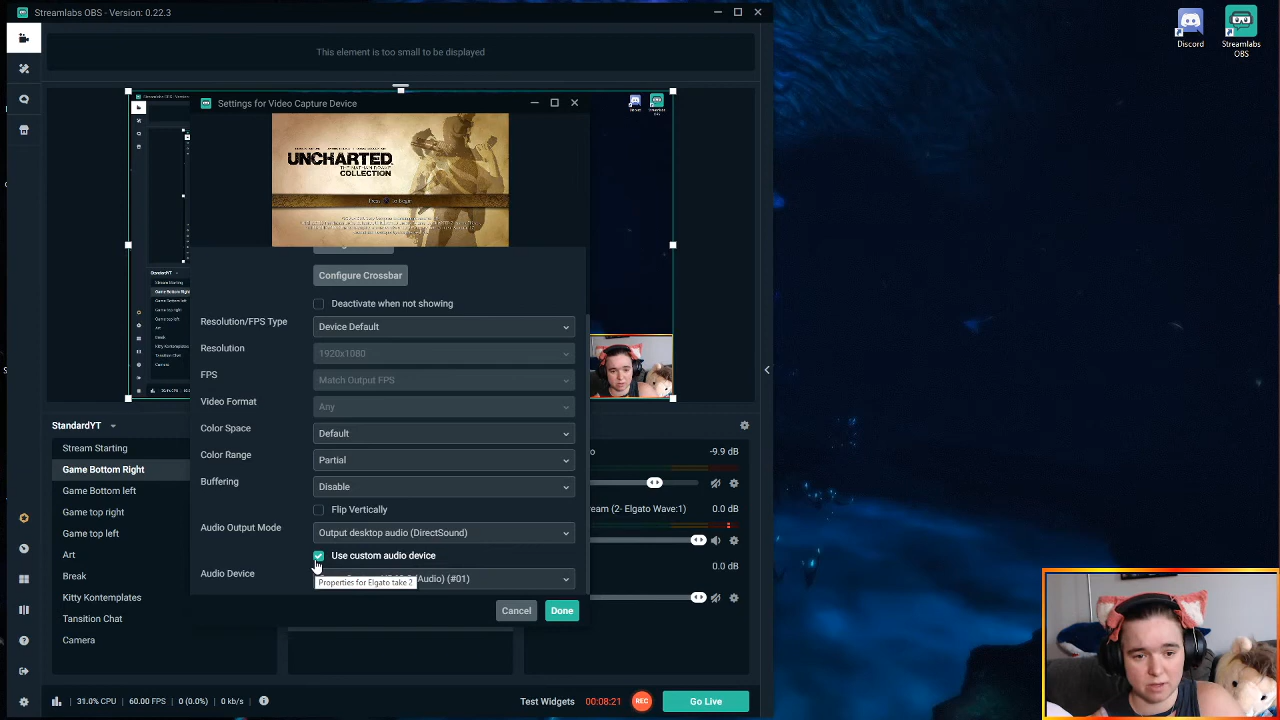 Streamlabs OBS - Version: 0.22.3
This element is too small to be displayed
Discord
Streamlabs
OBS
Settings for Video Capture Device
UNCHARTED
THE NATHAN DRAKE
COLLECTION
Configure Crossbar
Deactivate when not showing
Resolution/FPS Type
Device Default
Resolution
1920x1080
FPS
Match Output FPS
Video Format
Any
Color Space
Default
Color Range
Partial
Buffering
Disable
Flip Vertically
Audio Output Mode
Output desktop audio (DirectSound)
Use custom audio device
Audio Device
(Audio) (#01)
Properties for Elgato take 2
Cancel
Done
StandardYT
Stream Starting
Game Bottom Right
Game Bottom left
Game top right
Game top left
Art
Break
Kitty Kontemplates
Tansition Chat
Camera
-9.9 dB
2- Elgato Wave:1)
0.0 dB
0.0 dB
31.0% CPU
60.00 FPS
0 (0.0%)
0 kb/s
Test Widgets
00:08:21
REC
Go Live